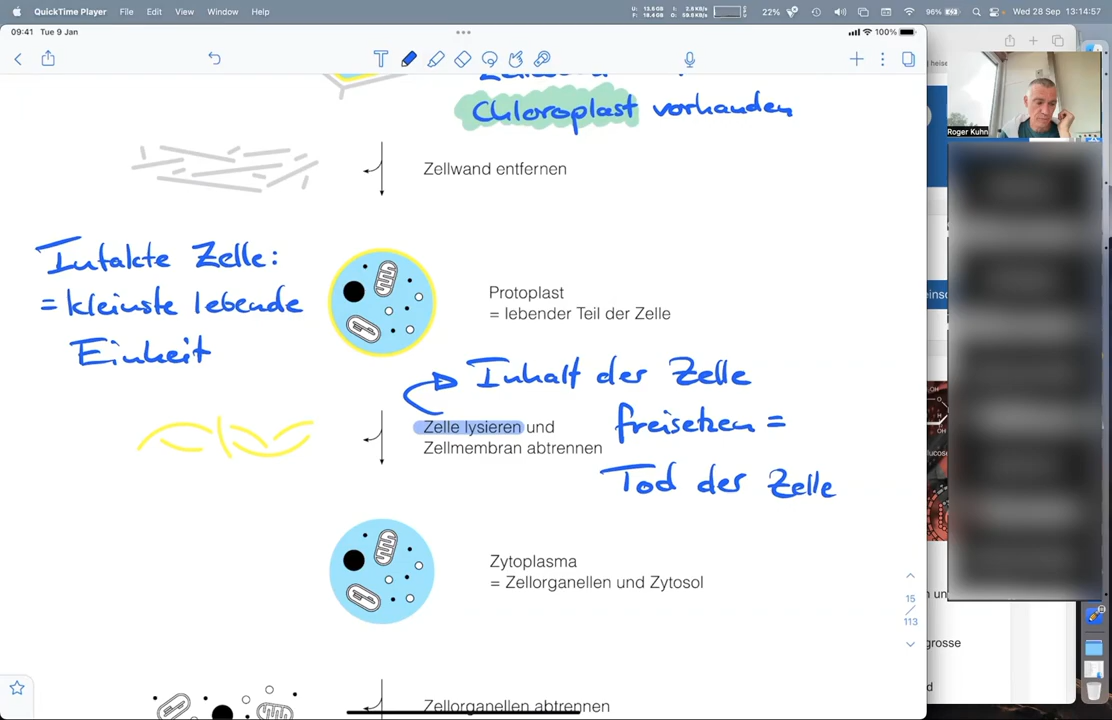 QuickTime Player File Edit View Window Help
22% 96% Wed 28 Sep 13:14:57
09:41 Tue 9 Jan
100%
Chloroplast vorhanden
Zellwand entfernen
Intakte Zelle:
= kleinste lebende
Einheit
Protoplast
= lebender Teil der Zelle
Inhalt der Zelle
freisetzen =
Tod der Zelle
Zelle lysieren und
Zellmembran abtrennen
Zytoplasma
= Zellorganellen und Zytosol
15
113
Zellorganellen abtrennen
Roger Kuhn
heise
grosse